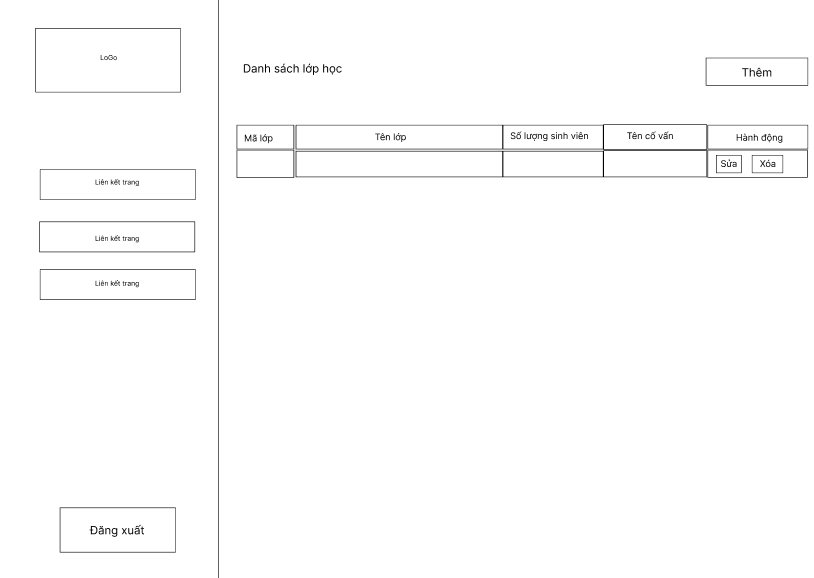 LoGo
Liên kết trang
Liên kết trang
Liên kết trang
Đăng xuất
Danh sách lớp học
Thêm
Mã lớp
Tên lớp
Số lượng sinh viên
Tên cố vấn
Hành động
Sửa
Xóa